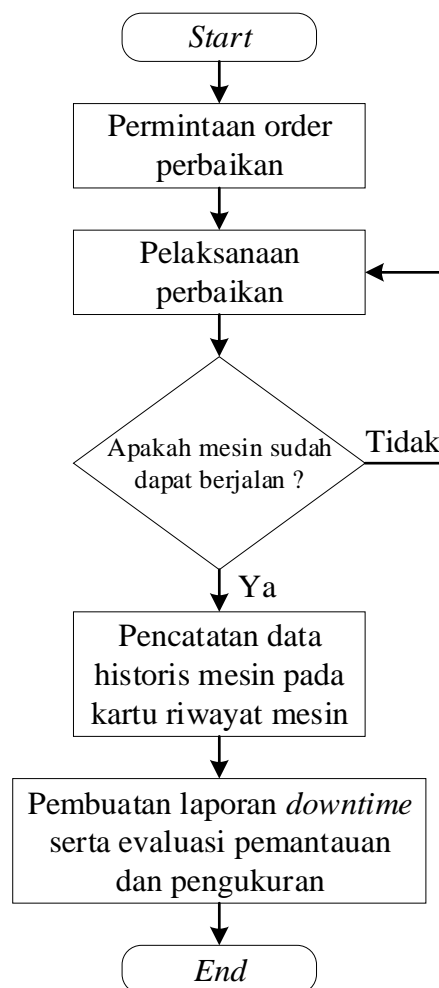 Start
Permintaan order
perbaikan
Pelaksanaan
perbaikan
Apakah mesin sudah
dapat berjalan ?
Tidak
Ya
Pencatatan data
historis mesin pada
kartu riwayat mesin
Pembuatan laporan downtime
serta evaluasi pemantauan
dan pengukuran
End